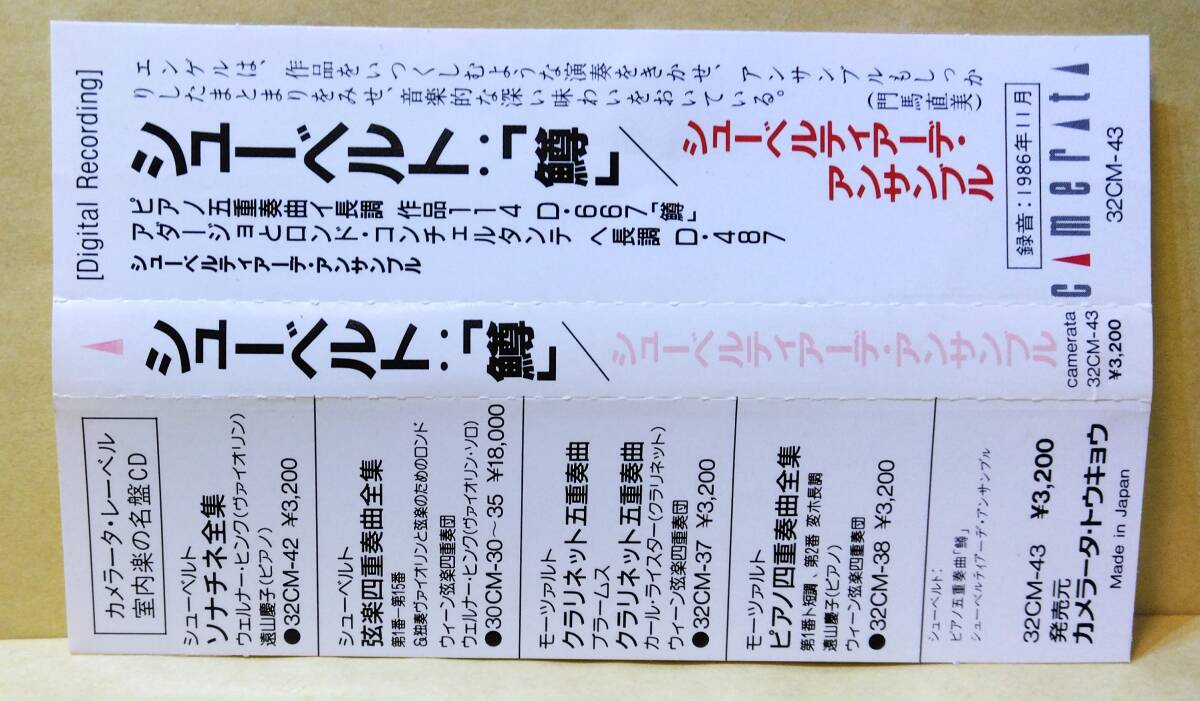 [Digital Recording]
エンゲルは、作品をいつくしむような演奏をきかせ、アンサンブルもしっか
りしたまとまりをみせ、音楽的な深い味わいをおいている。(門馬直美)
シューベルト:「鱒」/
シューベルティアーデ・
アンサンブル
ピアノ五重奏曲イ長調 作品114 D・667「鱒」
アダージョとロンド・コンチェルタンテ ヘ長調 D・487
シューベルティアーデ・アンサンブル
録音:1986年11月
camerata
32CM-43
シューベルト:「鱒」/シューベルティアーデ・アンサンブル
camerata
32CM-43
¥3,200
カメラータ・レーベル
室内楽の名盤CD
シューベルト
ソナチネ全集
ウェルナー・ヒンク(ヴァイオリン)
遠山慶子(ピアノ)
●32CM-42 ¥3,200
シューベルト
弦楽四重奏曲全集
第1番−第15番
&独奏ヴァイオリンと弦楽のためのロンド
ウィーン弦楽四重奏団
ウェルナー・ヒンク(ヴァイオリン・ソロ)
●30CM-30〜35 ¥18,000
モーツァルト
クラリネット五重奏曲
ブラームス
クラリネット五重奏曲
カール・ライスター(クラリネット)
ウィーン弦楽四重奏団
●32CM-37 ¥3,200
モーツァルト
ピアノ四重奏曲全集
第1番ト短調、第2番 変ホ長調
遠山慶子(ピアノ)
ウィーン弦楽四重奏団
●32CM-38 ¥3,200
シューベルト:
ピアノ五重奏曲「鱒」
シューベルティアーデ・アンサンブル
32CM-43 ¥3,200
発売元
カメラータ・トウキョウ
Made in Japan